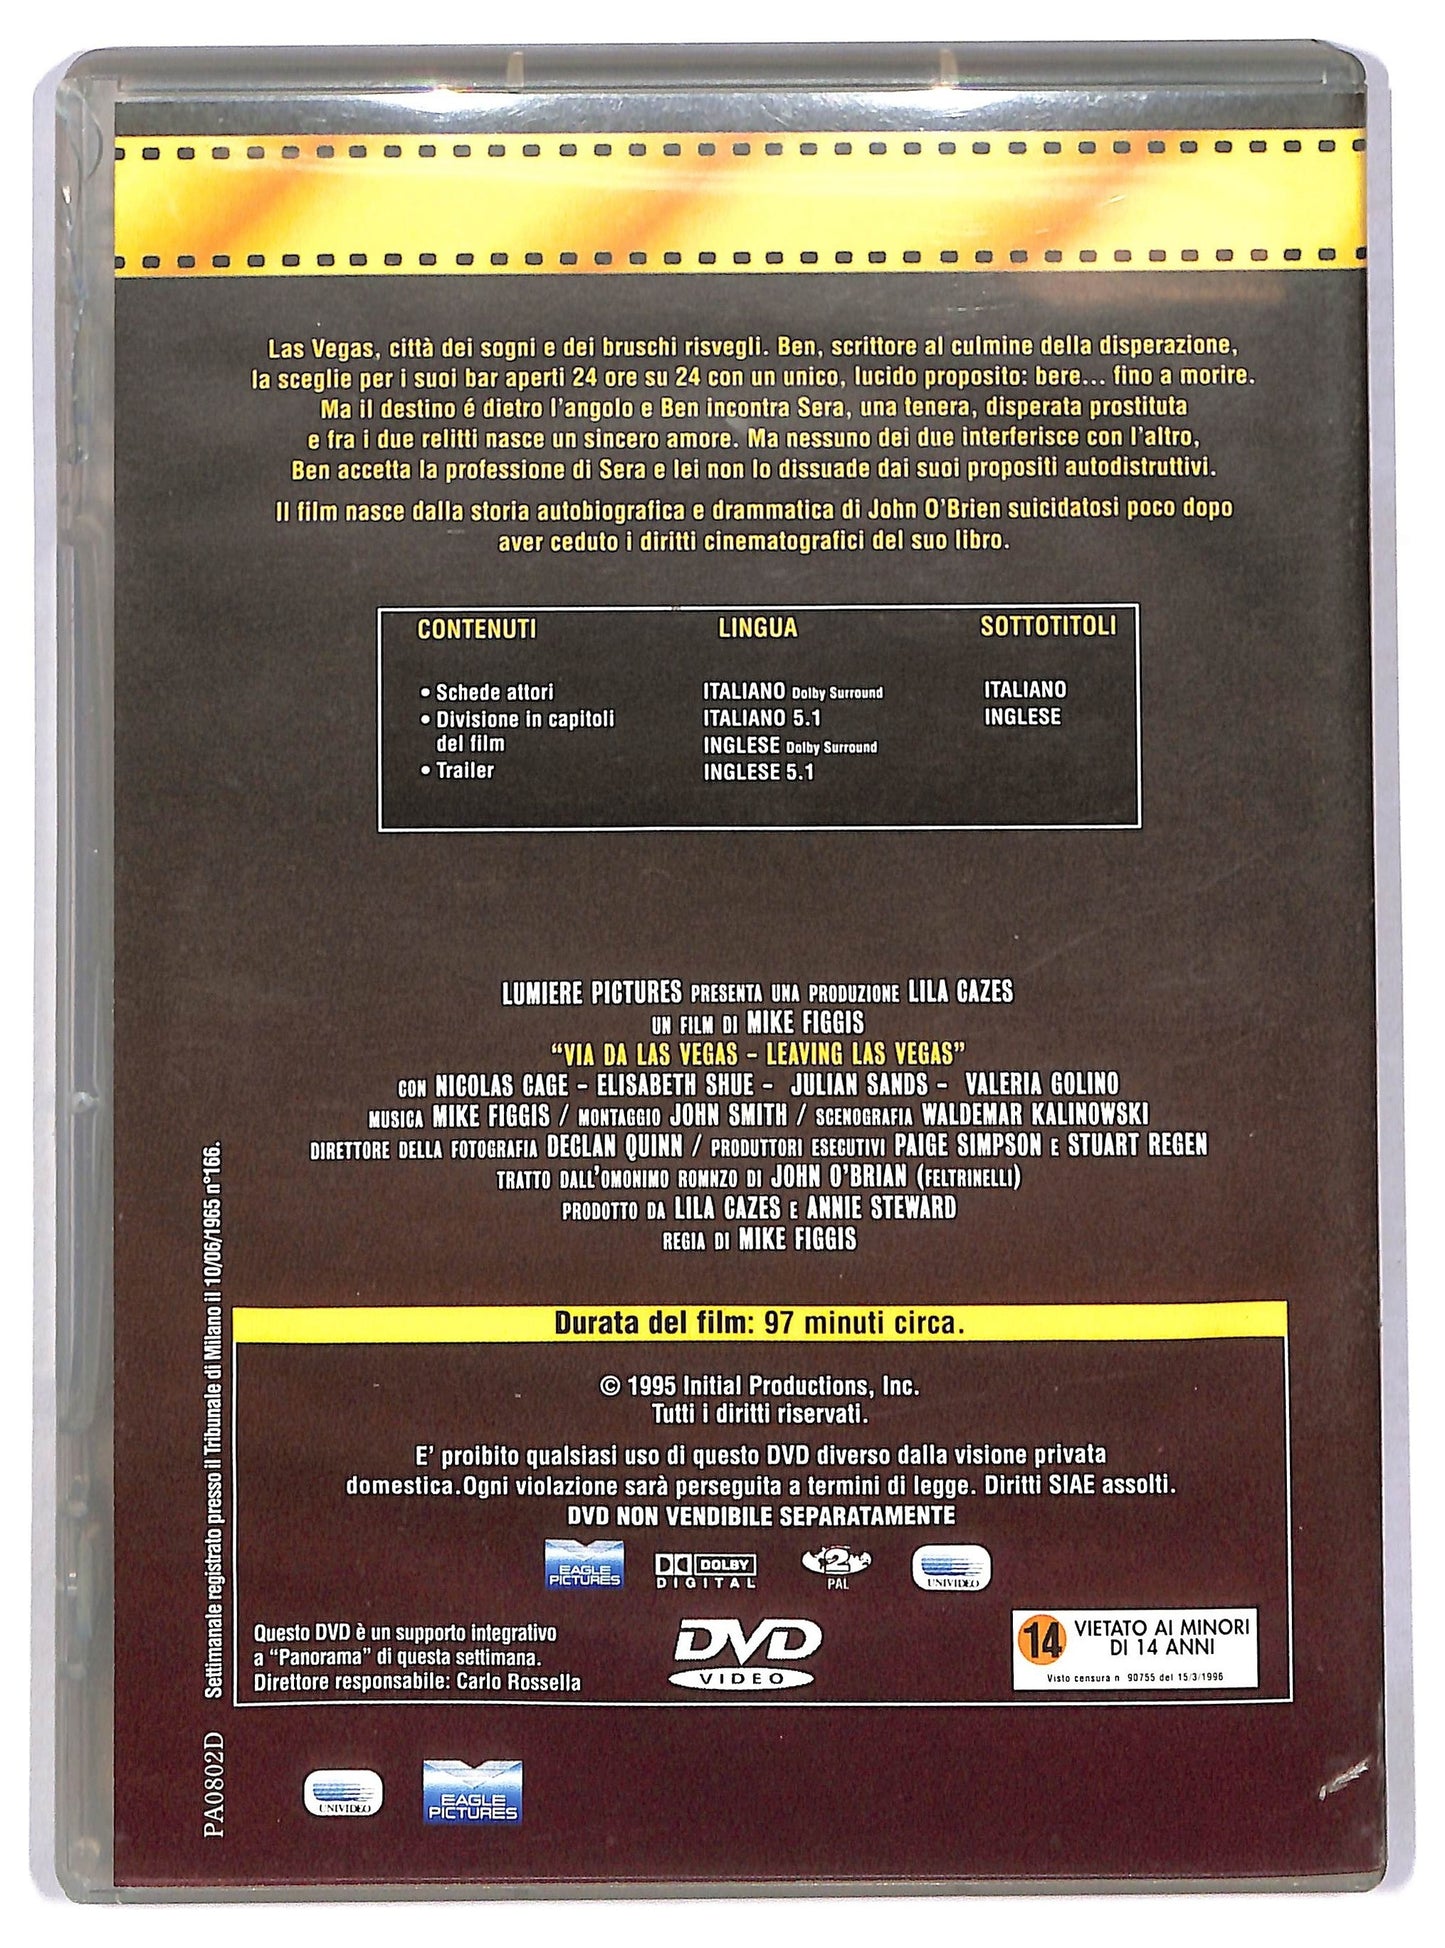 Las Vegas, città dei sogni e dei bruschi risvegli. Ben, scrittore al culmine della disperazione,
la sceglie per i suoi bar aperti 24 ore su 24 con un unico, lucido proposito: bere... fino a morire.
Ma il destino é dietro l'angolo e Ben incontra Sera, una tenera, disperata prostituta
e fra i due relitti nasce un sincero amore. Ma nessuno dei due interferisce con l'altro,
Ben accetta la professione di Sera e lei non lo dissuade dai suoi propositi autodistruttivi.
Il film nasce dalla storia autobiografica e drammatica di John O'Brien suicidatosi poco dopo
aver ceduto i diritti cinematografici del suo libro.
CONTENUTI
• Schede attori
• Divisione in capitoli
del film
• Trailer
LINGUA
ITALIANO Dolby Surround
ITALIANO 5.1
INGLESE Dolby Surround
INGLESE 5.1
SOTTOTITOLI
ITALIANO
INGLESE
LUMIERE PICTURES PRESENTA UNA PRODUZIONE LILA CAZES
UN FILM DI MIKE FIGGIS
"VIA DA LAS VEGAS - LEAVING LAS VEGAS"
CON NICOLAS CAGE - ELISABETH SHUE - JULIAN SANDS - VALERIA GOLINO
MUSICA MIKE FIGGIS / MONTAGGIO JOHN SMITH / SCENOGRAFIA WALDEMAR KALINOWSKI
DIRETTORE DELLA FOTOGRAFIA DECLAN QUINN / PRODUTTORI ESECUTIVI PAIGE SIMPSON E STUART REGEN
TRATTO DALL'OMONIMO ROMNZO DI JOHN O'BRIAN (FELTRINELLI)
PRODOTTO DA LILA CAZES E ANNIE STEWARD
REGIA DI MIKE FIGGIS
Durata del film: 97 minuti circa.
© 1995 Initial Productions, Inc.
Tutti i diritti riservati.
E' proibito qualsiasi uso di questo DVD diverso dalla visione privata
domestica.Ogni violazione sarà perseguita a termini di legge. Diritti SIAE assolti.
DVD NON VENDIBILE SEPARATAMENTE
EAGLE
PICTURES
DOLBY
DIGITAL
2
PAL
UNIVIDEO
Questo DVD è un supporto integrativo
a "Panorama" di questa settimana.
Direttore responsabile: Carlo Rossella
DVD
VIDEO
14 VIETATO AI MINORI
DI 14 ANNI
Visto censura n 90755 del 15/3/1996
PA0802D Settimanale registrato presso il Tribunale di Milano il 10/06/1965 n°166.
UNIVIDEO
EAGLE
PICTURES